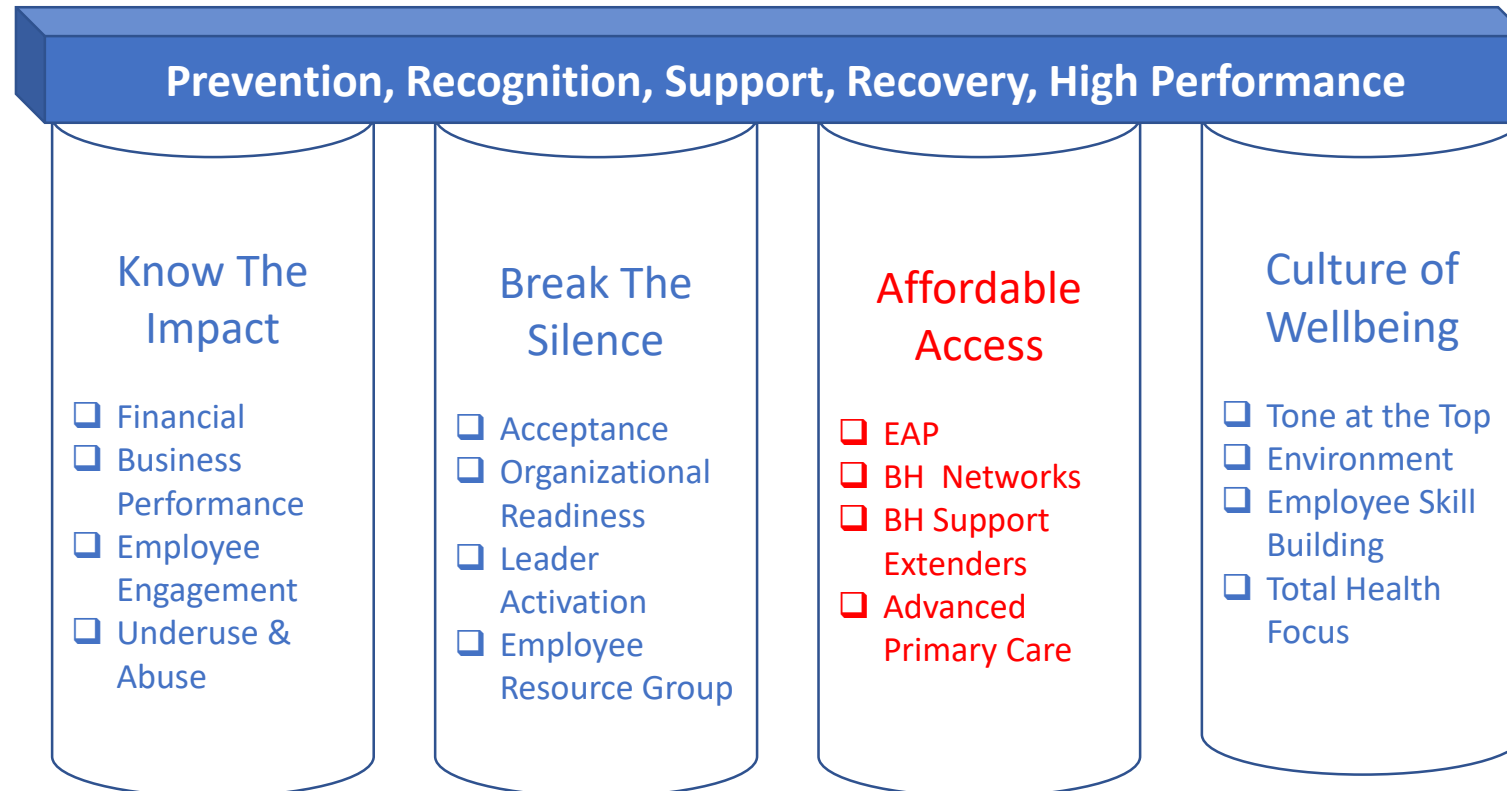 Prevention, Recognition, Support, Recovery, High Performance
Know The
Impact
❑ Financial
❑ Business
Performance
❑ Employee
Engagement
❑ Underuse &
Abuse
Break The
Silence
❑ Acceptance
❑ Organizational
Readiness
❑ Leader
Activation
❑ Employee
Resource Group
Affordable
Access
❑ EAP
❑ BH  Networks
❑ BH Support
Extenders
❑ Advanced
Primary Care
Culture of
Wellbeing
❑ Tone at the Top
❑ Environment
❑ Employee Skill
Building
❑ Total Health
Focus